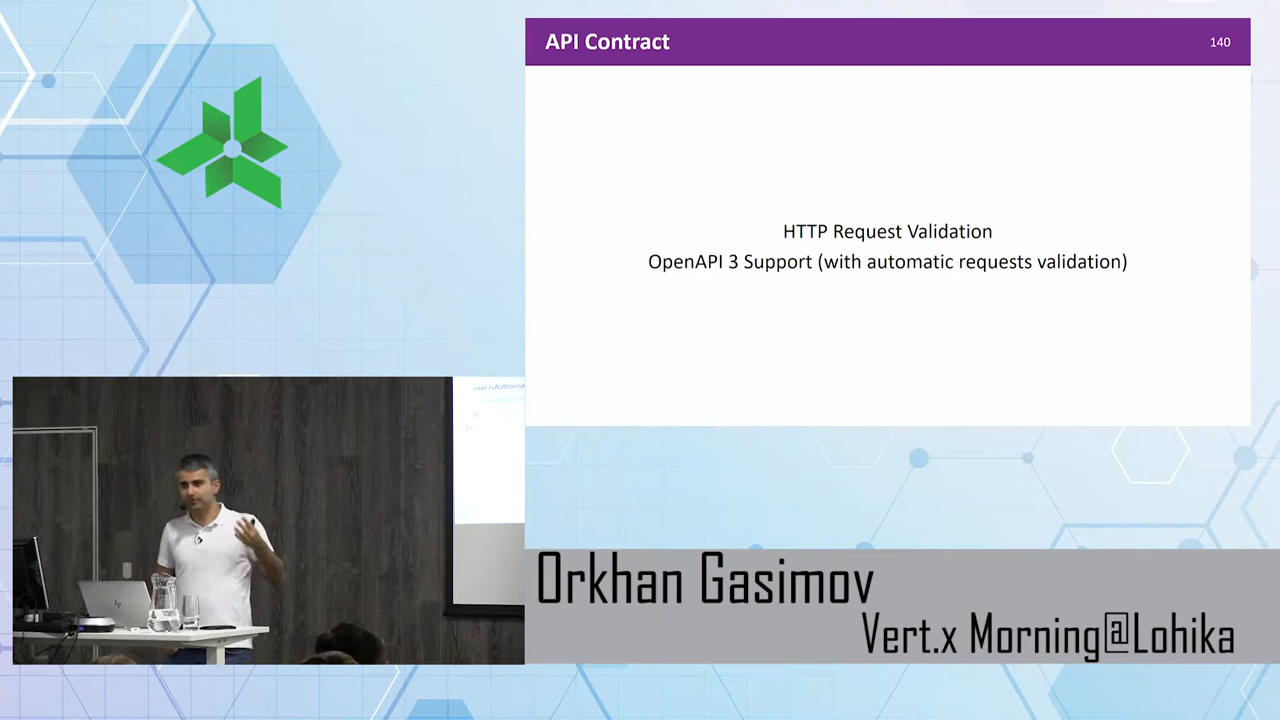 API Contract
140
HTTP Request Validation
OpenAPI 3 Support (with automatic requests validation)
Orkhan Gasimov
Vert.x Morning@Lohika